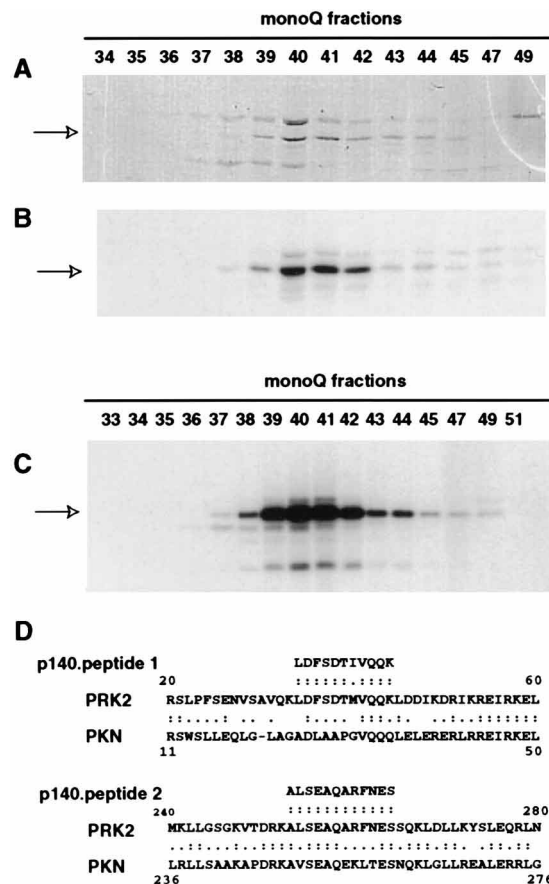 monoQ fractions
34 35 36 37 38 39 40 41 42 43 44 45 47 49
A
B
monoQ fractions
33 34 35 36 37 38 39 40 41 42 43 44 45 47 49 51
C
D
p140.peptide 1 LDFSDTIVQQK
20 60
PRK2 RSLPFSENVSAVQKLDFSDTMVQQKLDDIKDRIKREIRKEL
PKN RSWSLLEQLG-LAGADLAAPGVQQQLELERERLRREIRKEL
11 50
p140.peptide 2 ALSEAQARFNES
240 280
PRK2 MKLLGSGKVTDRKALSEAQARFNESSQKLDLLKYSLEQRLN
PKN LRLLSAAKAPDRKAVSEAQEKLTESNQKLGLLREALERRLG
236 276